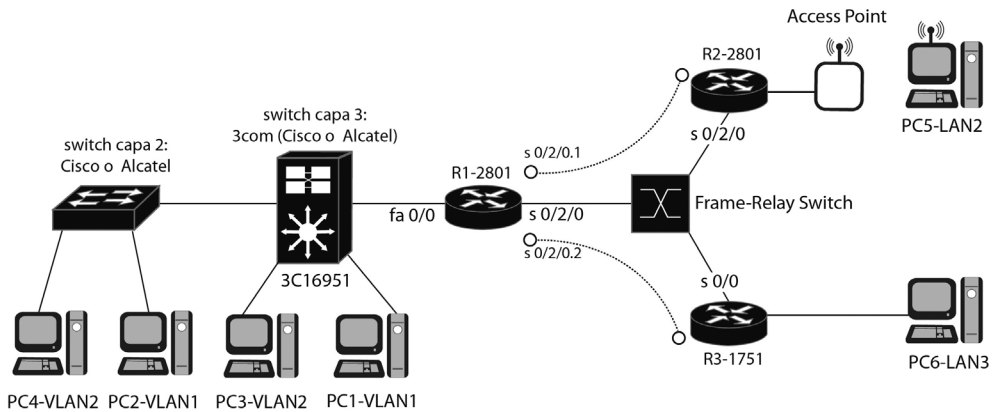 Access Point
R2-2801
PC5-LAN2
switch capa 3:
3com (Cisco o Alcatel)
switch capa 2:
Cisco o Alcatel
s 0/2/0
s 0/2/0.1
R1-2801
fa 0/0
s 0/2/0
Frame-Relay Switch
s 0/2/0.2
3C16951
s 0/0
R3-1751
PC6-LAN3
PC4-VLAN2
PC2-VLAN1
PC3-VLAN2
PC1-VLAN1